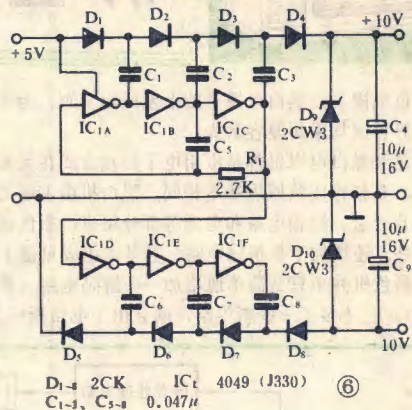 D₁ D₂ D₃ D₄
+10V
+5V
C₁ C₂ C₃
IC₁A IC₁B IC₁C
D₉
2CW3
C₄
10μ
16V
C₅ R₁
2.7K
IC₁D IC₁E IC₁F
D₁₀
2CW3
10μ
16V
C₉
C₆ C₇ C₈
D₅ D₆ D₇ D₈
10V
D₁₋₈ 2CK IC₁ 4049 (J330) ⑥
C₁₋₃, C₅₋₈ 0.047μ